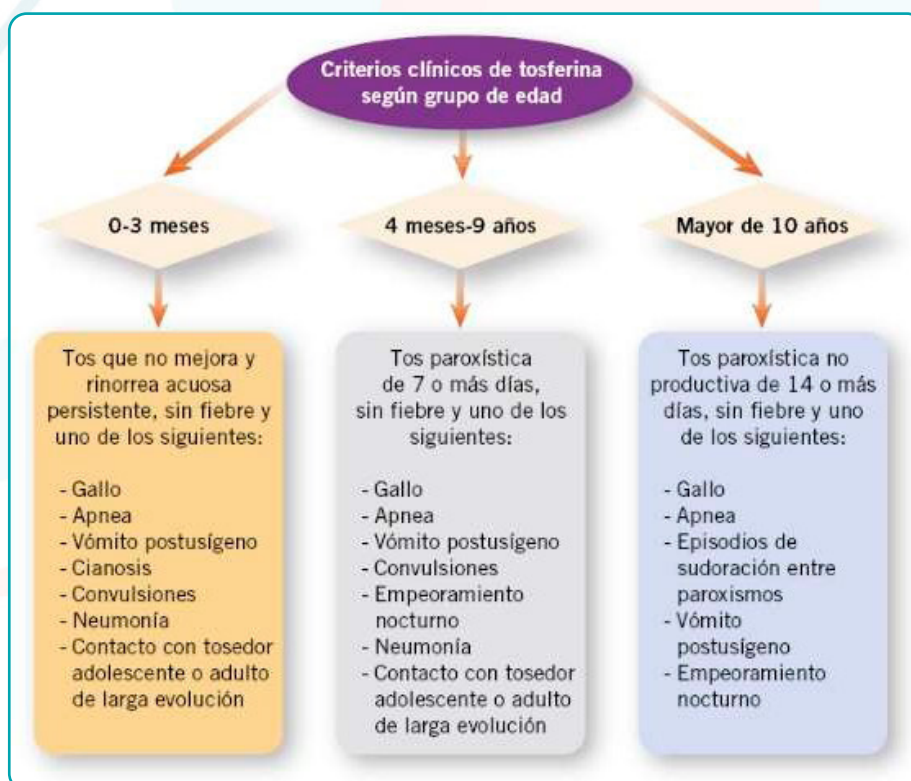 Criterios clínicos de tosferina
según grupo de edad
0-3 meses
4 meses-9 años
Mayor de 10 años
Tos que no mejora y
rinorrea acuosa
persistente, sin fiebre y
uno de los siguientes:
- Gallo
- Apnea
- Vómito postusígeno
- Cianosis
- Convulsiones
- Neumonía
- Contacto con tosedor
adolescente o adulto
de larga evolución
Tos paroxística
de 7 o más días,
sin fiebre y uno de los
siguientes:
- Gallo
- Apnea
- Vómito postusígeno
- Convulsiones
- Empeoramiento
nocturno
- Neumonía
- Contacto con tosedor
adolescente o adulto
de larga evolución
Tos paroxística no
productiva de 14 o más
días, sin fiebre y uno
de los siguientes:
- Gallo
- Apnea
- Episodios de
sudoración entre
paroxismos
- Vómito
postusígeno
- Empeoramiento
nocturno